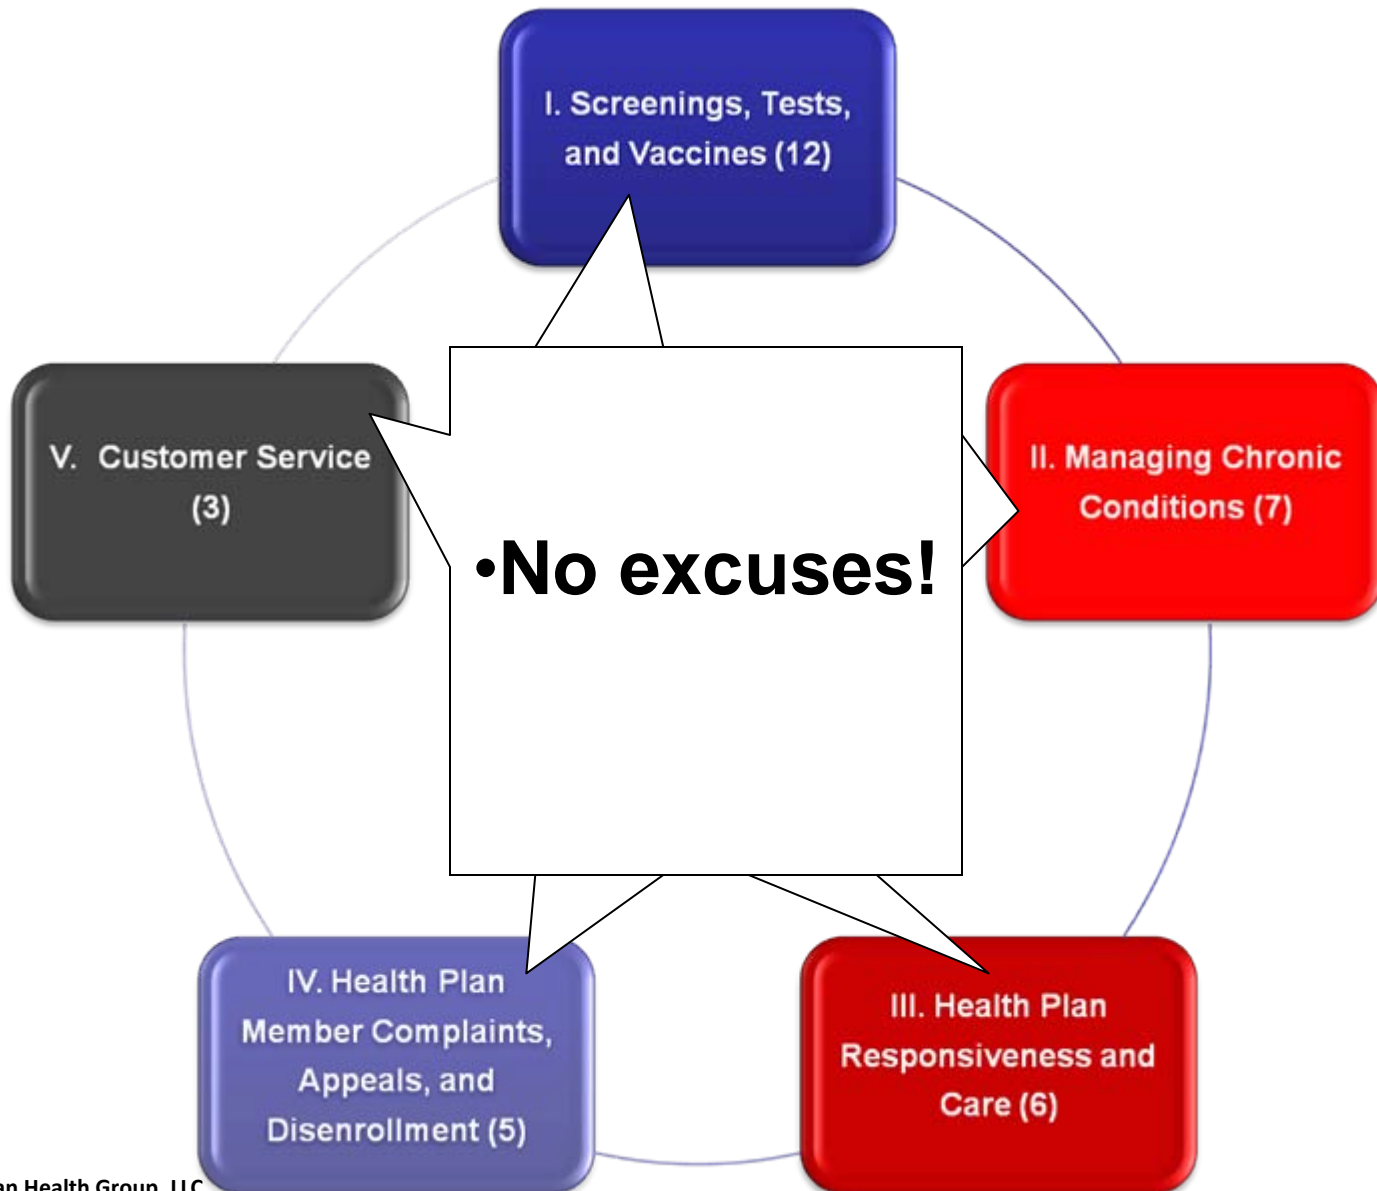 I. Screenings, Tests,
and Vaccines (12)
V. Customer Service
(3)
•No excuses!
II. Managing Chronic
Conditions (7)
IV. Health Plan
Member Complaints,
Appeals, and
Disenrollment (5)
III. Health Plan
Responsiveness and
Care (6)
Health Group, LLC